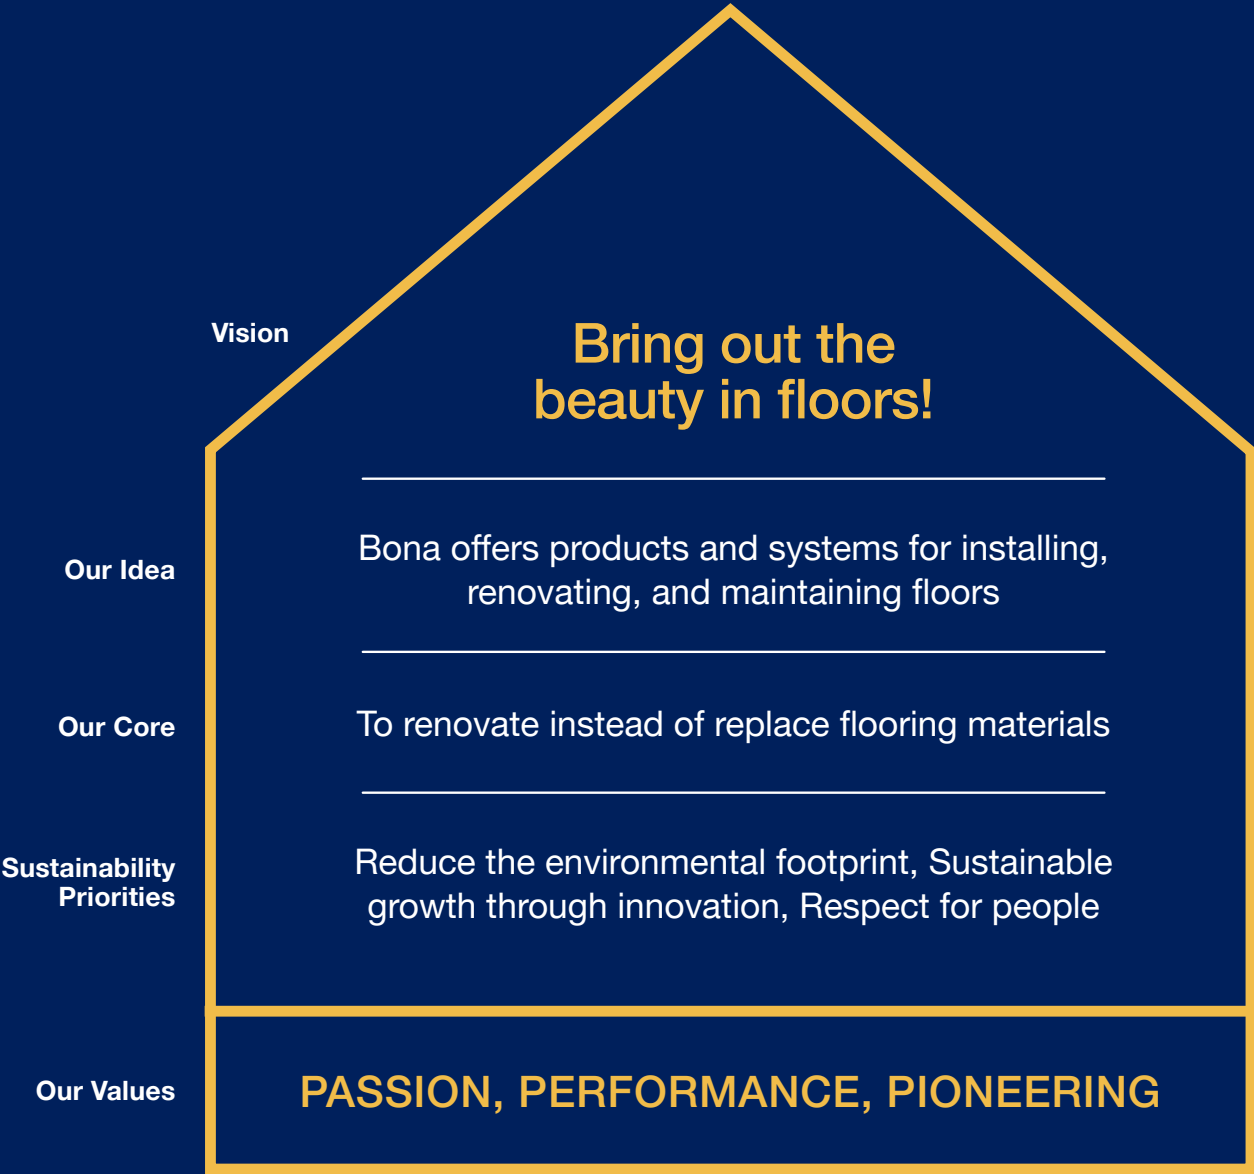 Vision
Bring out the
beauty in floors!
Our Idea
Bona offers products and systems for installing,
renovating, and maintaining floors
Our Core
To renovate instead of replace flooring materials
Sustainability
Priorities
Reduce the environmental footprint, Sustainable
growth through innovation, Respect for people
Our Values
PASSION, PERFORMANCE, PIONEERING